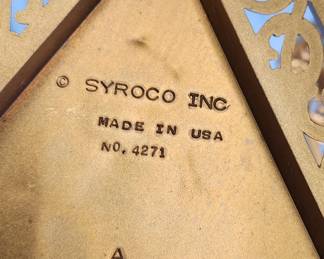 © SYROCO INC
MADE IN USA
NO. 4271
A